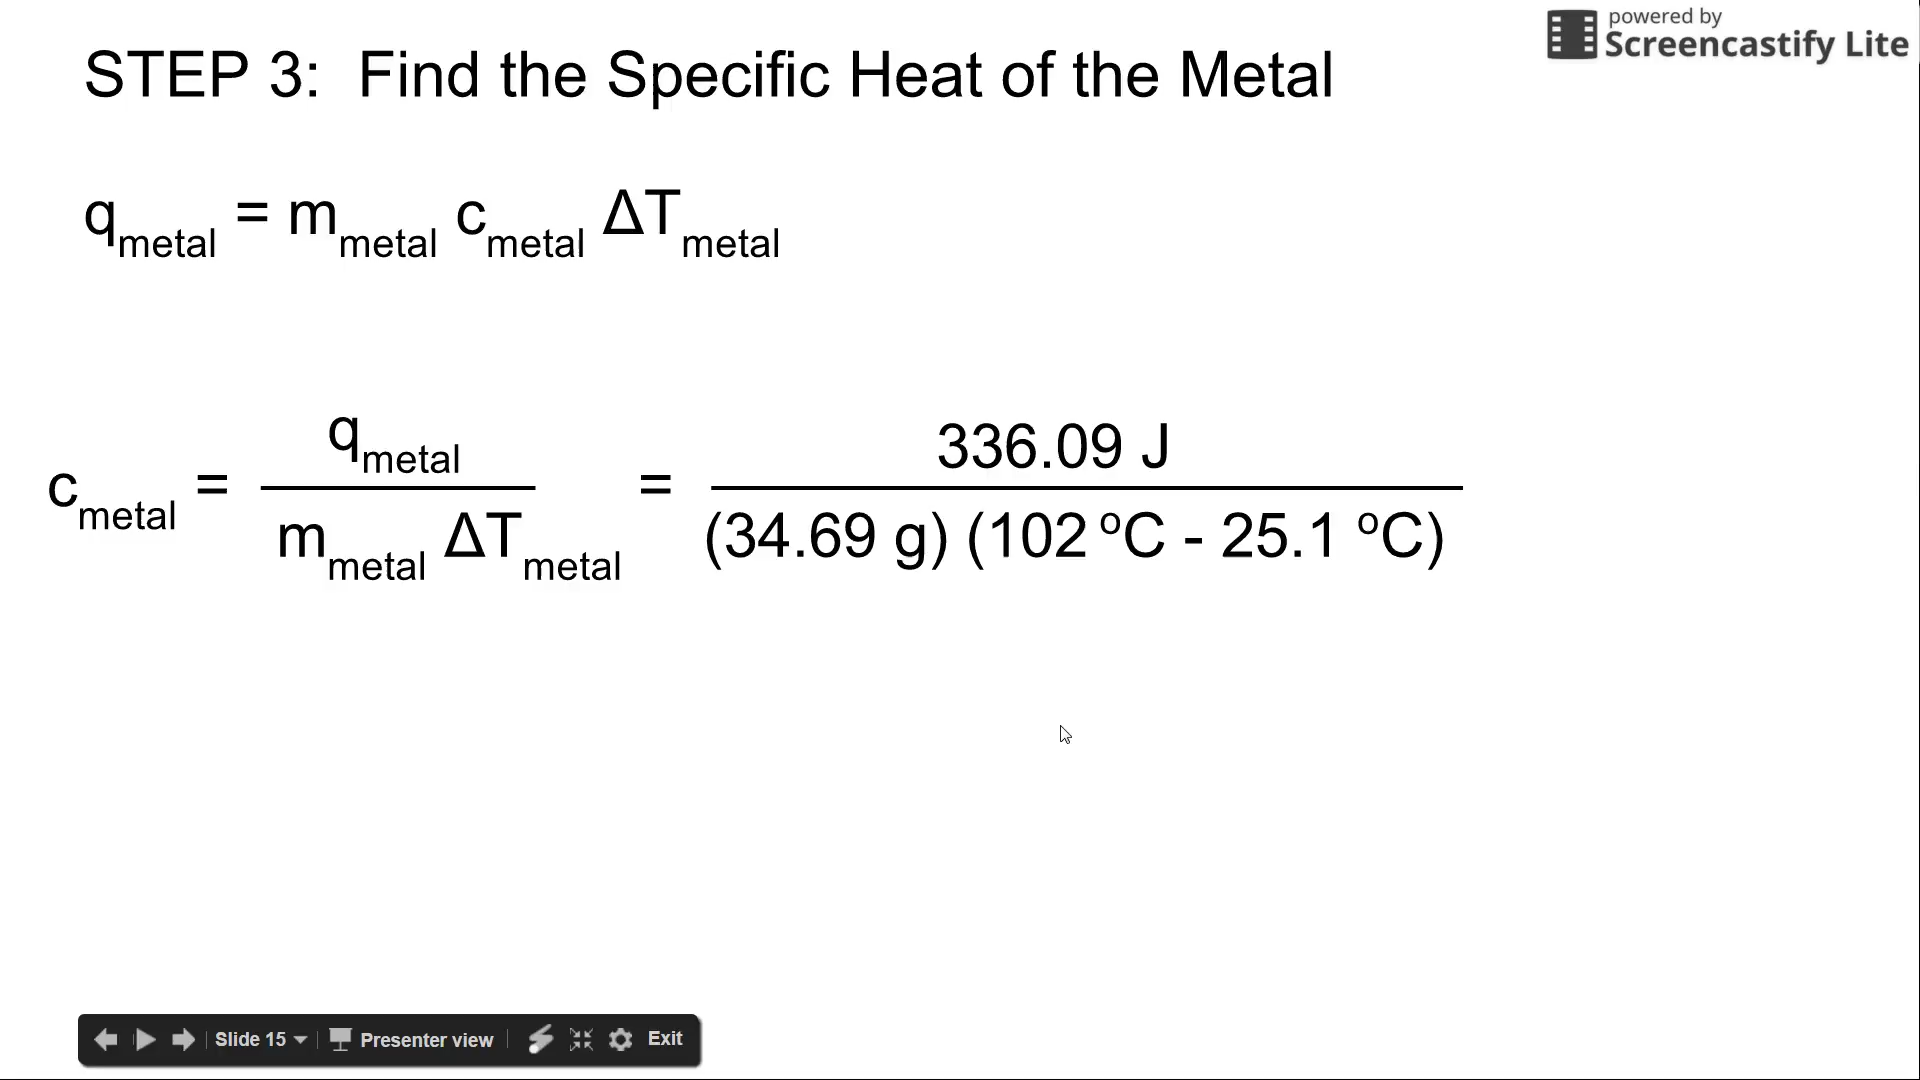 powered by
Screencastify Lite
STEP 3: Find the Specific Heat of the Metal
qmetal = mmetal cmetal ΔTmetal
cmetal = qmetal / mmetal ΔTmetal = 336.09 J / (34.69 g) (102 ºC - 25.1 ºC)
Slide 15 Presenter view Exit